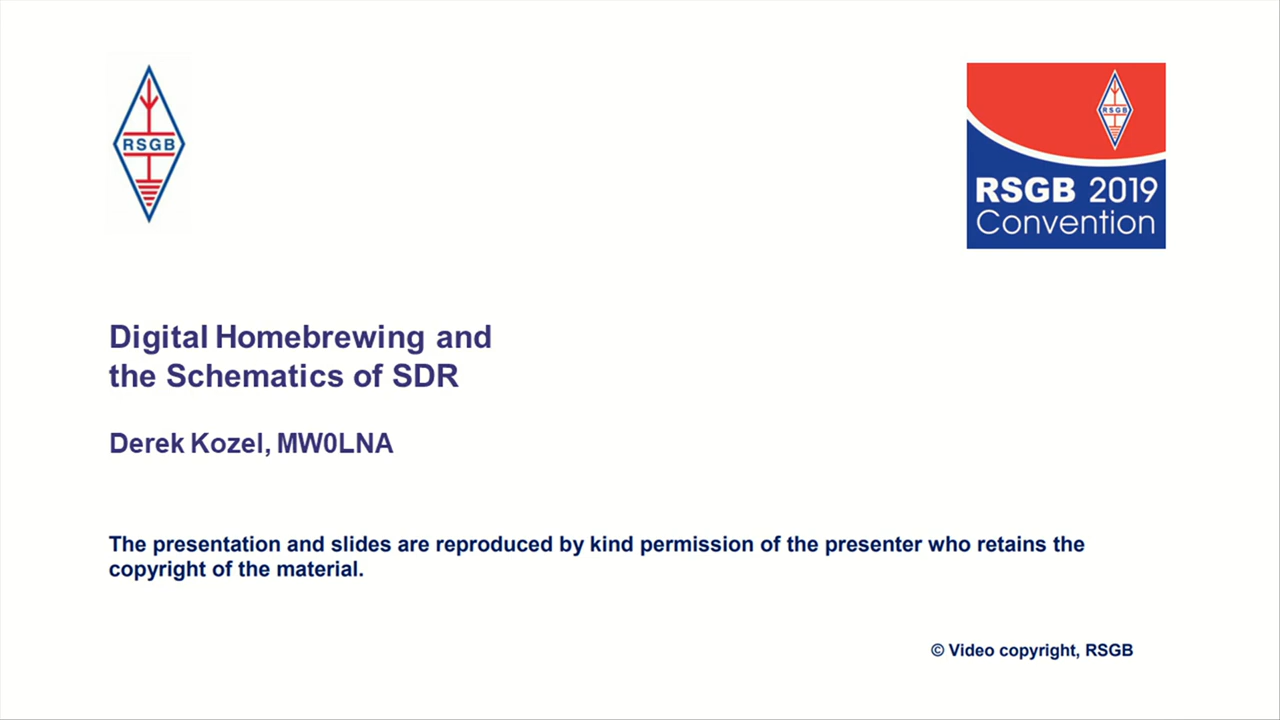 RSGB
RSGB
RSGB 2019
Convention
Digital Homebrewing and
the Schematics of SDR
Derek Kozel, MW0LNA
The presentation and slides are reproduced by kind permission of the presenter who retains the
copyright of the material.
© Video copyright, RSGB